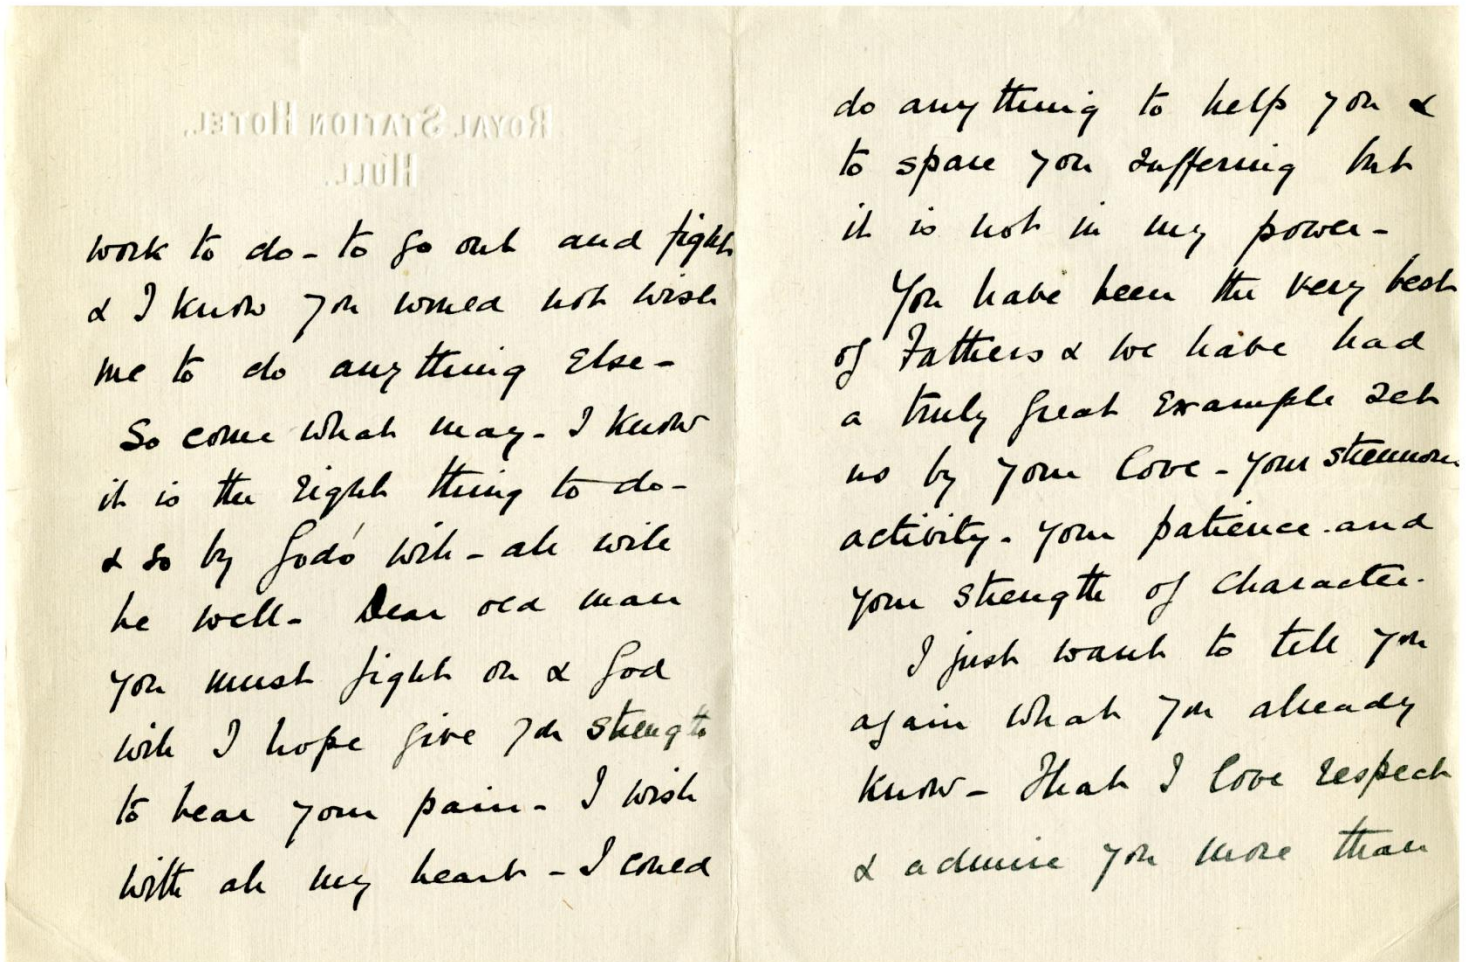 ROYAL STATION HOTEL.
HULL.
work to do - to go out and fight
& I know you would not wish
me to do anything else -
So come what may - I know
it is the right thing to do -
& so by God's will - all will
be well - Dear old man
you must fight on & God
will I hope give you strength
to bear your pain - I wish
with all my heart - I could
do anything to help you &
to spare you suffering but
it is not in my power -
You have been the very best
of Fathers & we have had
a truly great example set
us by your love - your strenuous
activity - your patience and
your strength of character.
I just want to tell you
again what you already
know - That I love respect
& admire you more than